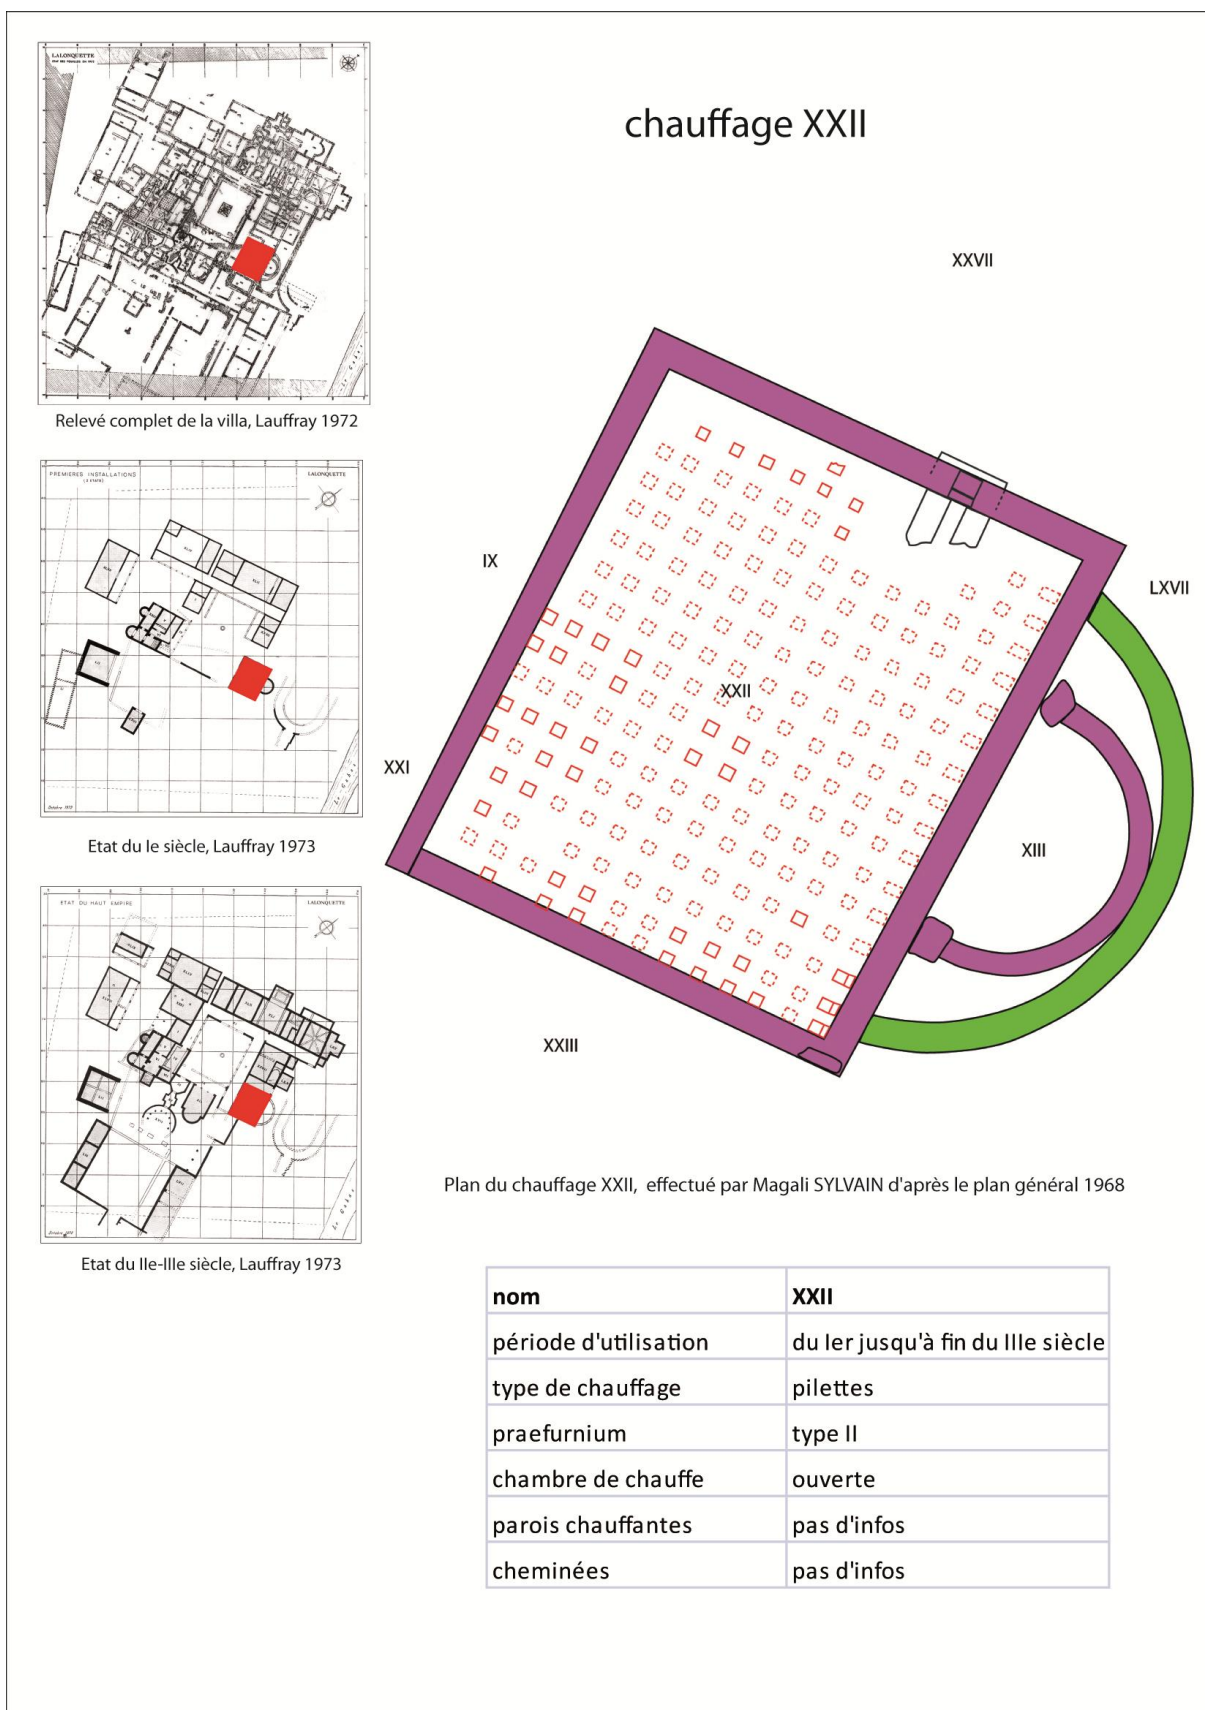 LALONQUETTE
chauffage XXII
Relevé complet de la villa, Lauffray 1972
PREMIERES INSTALLATIONS
LALONQUETTE
Octobre 1973
Etat du Ie siècle, Lauffray 1973
ETAT DU HAUT EMPIRE
LALONQUETTE
Etat du IIe-IIIe siècle, Lauffray 1973
XXVII
IX
LXVII
XXII
XXI
XIII
XXIII
Plan du chauffage XXII, effectué par Magali SYLVAIN d'après le plan général 1968
nom XXII
période d'utilisation du Ier jusqu'à fin du IIIe siècle
type de chauffage pilettes
praefurnium type II
chambre de chauffe ouverte
parois chauffantes pas d'infos
cheminées pas d'infos